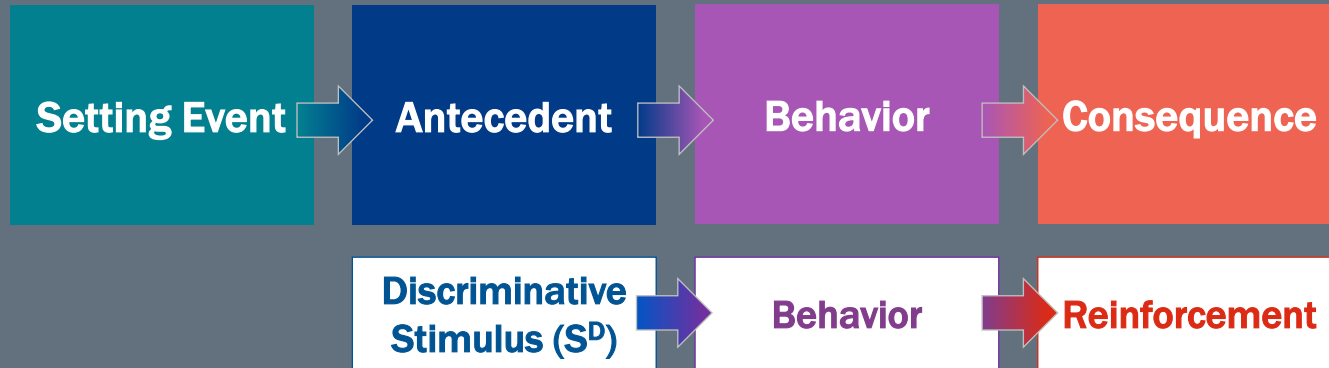 Setting Event
Antecedent
Behavior
Consequence
Discriminative
Stimulus (Sᴰ)
Behavior
Reinforcement